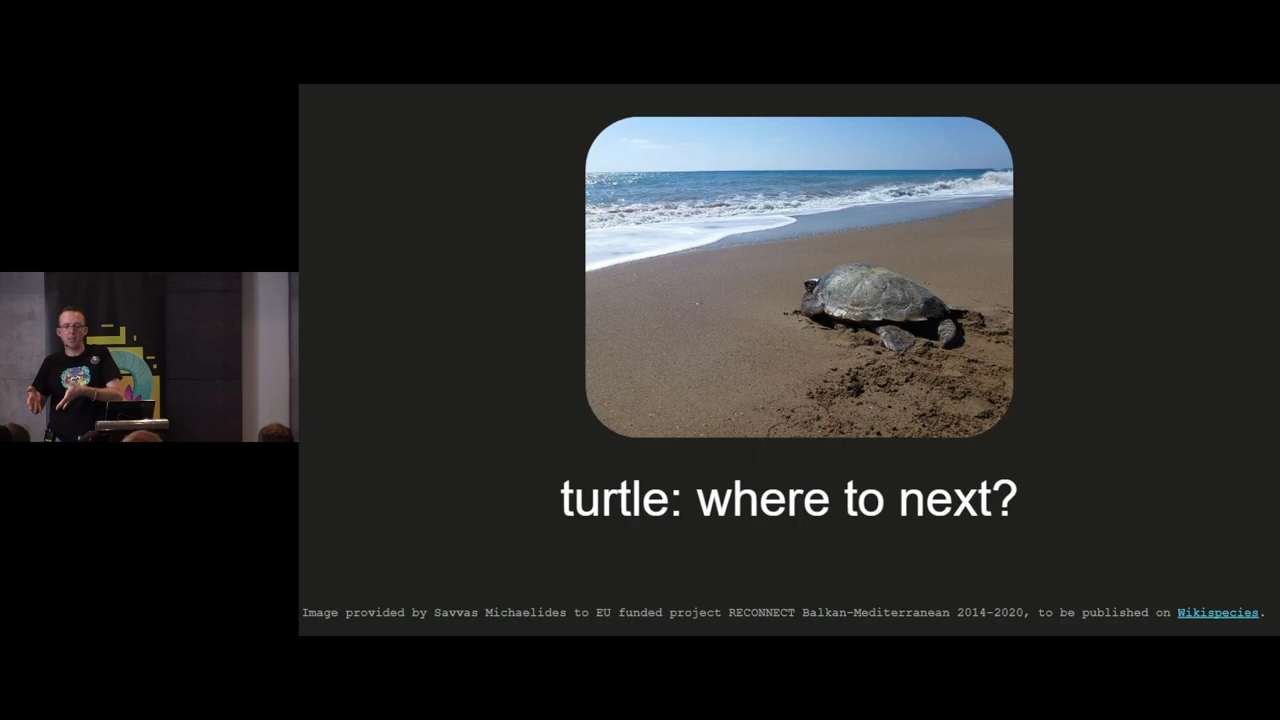 turtle: where to next?
Image provided by Savvas Michaelides to EU funded project RECONNECT Balkan-Mediterranean 2014-2020, to be published on Wikispecies.